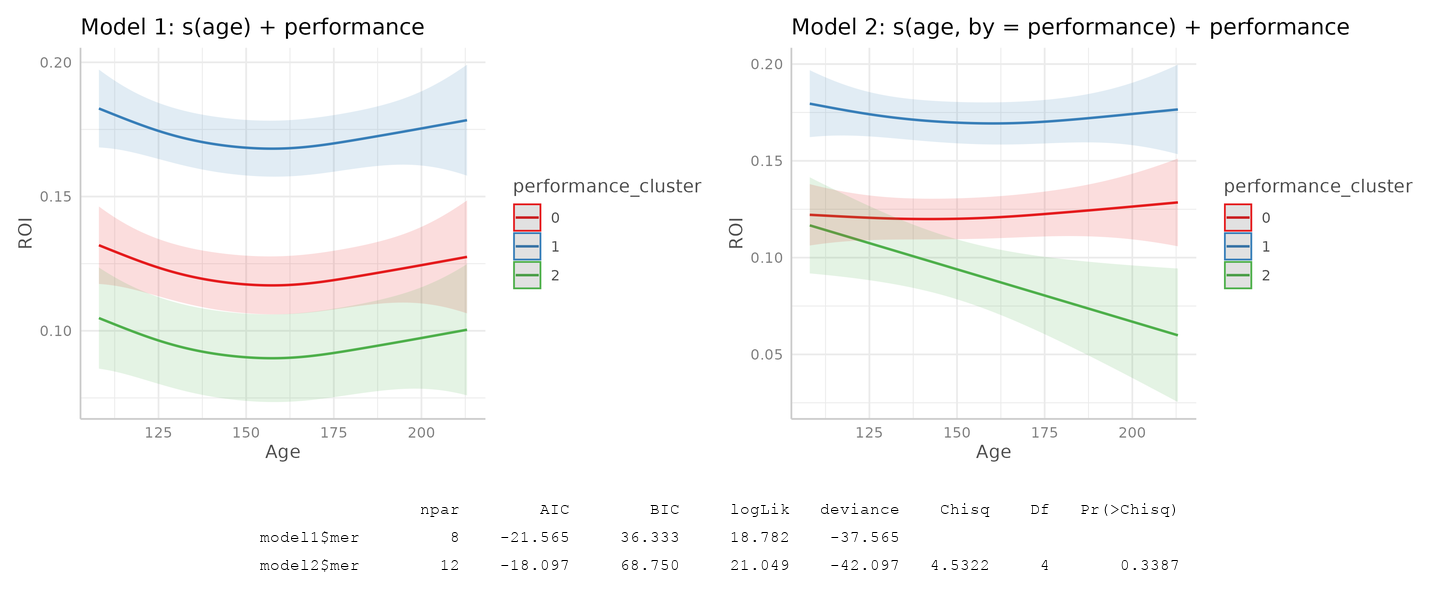 Model 1: s(age) + performance
0.20
0.15
0.10
ROI
125 150 175 200
Age
performance_cluster
0
1
2
Model 2: s(age, by = performance) + performance
0.20
0.15
0.10
0.05
ROI
125 150 175 200
Age
performance_cluster
0
1
2
npar AIC BIC logLik deviance Chisq Df Pr(>Chisq)
model1$mer 8 -21.565 36.333 18.782 -37.565
model2$mer 12 -18.097 68.750 21.049 -42.097 4.5322 4 0.3387